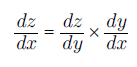 dz/dx = dz/dy × dy/dx